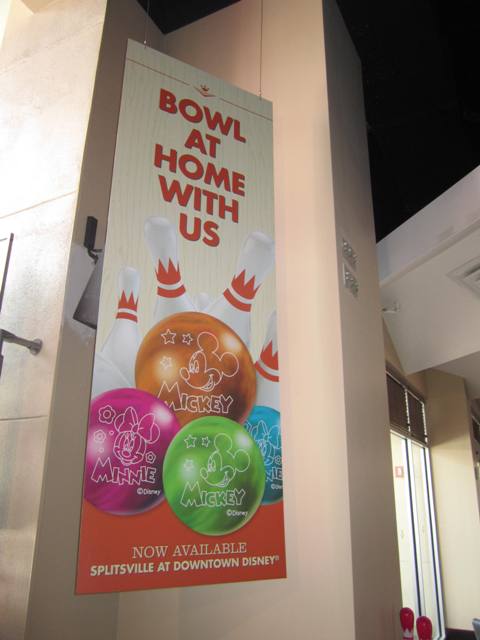 BOWL
AT
HOME
WITH
US
MICKEY
MINNIE
©Disney
MICKEY
©Disney
NOW AVAILABLE
SPLITSVILLE AT DOWNTOWN DISNEY®